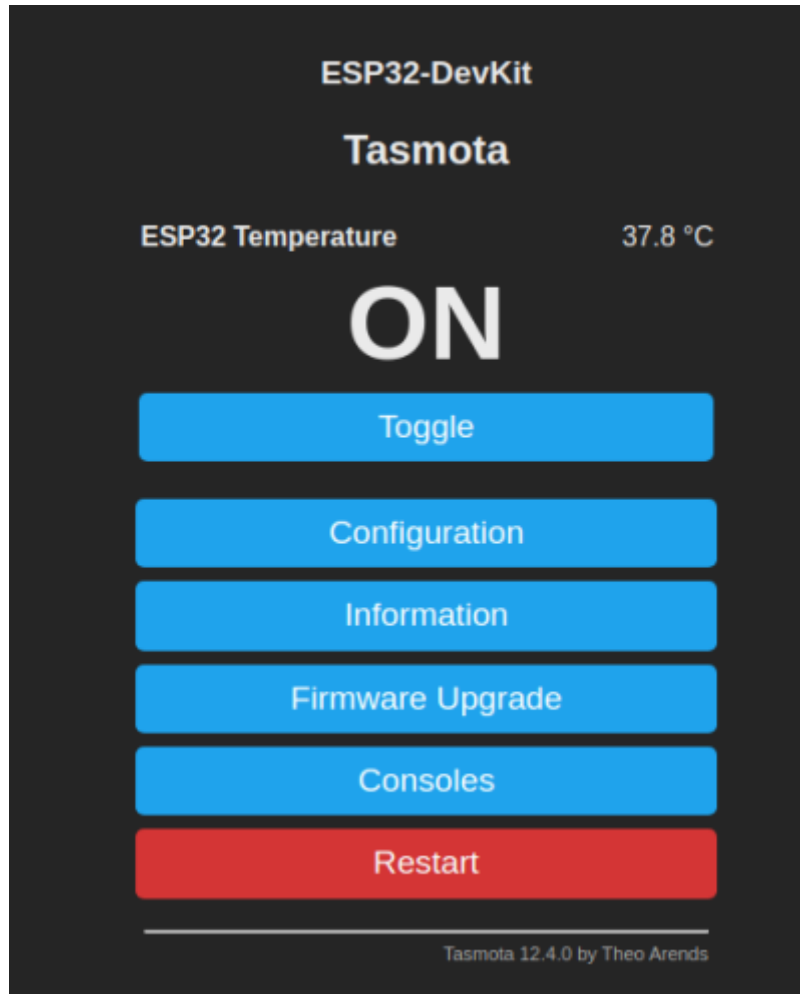 ESP32-DevKit
Tasmota
ESP32 Temperature 37.8 °C
ON
Toggle
Configuration
Information
Firmware Upgrade
Consoles
Restart
Tasmota 12.4.0 by Theo Arends